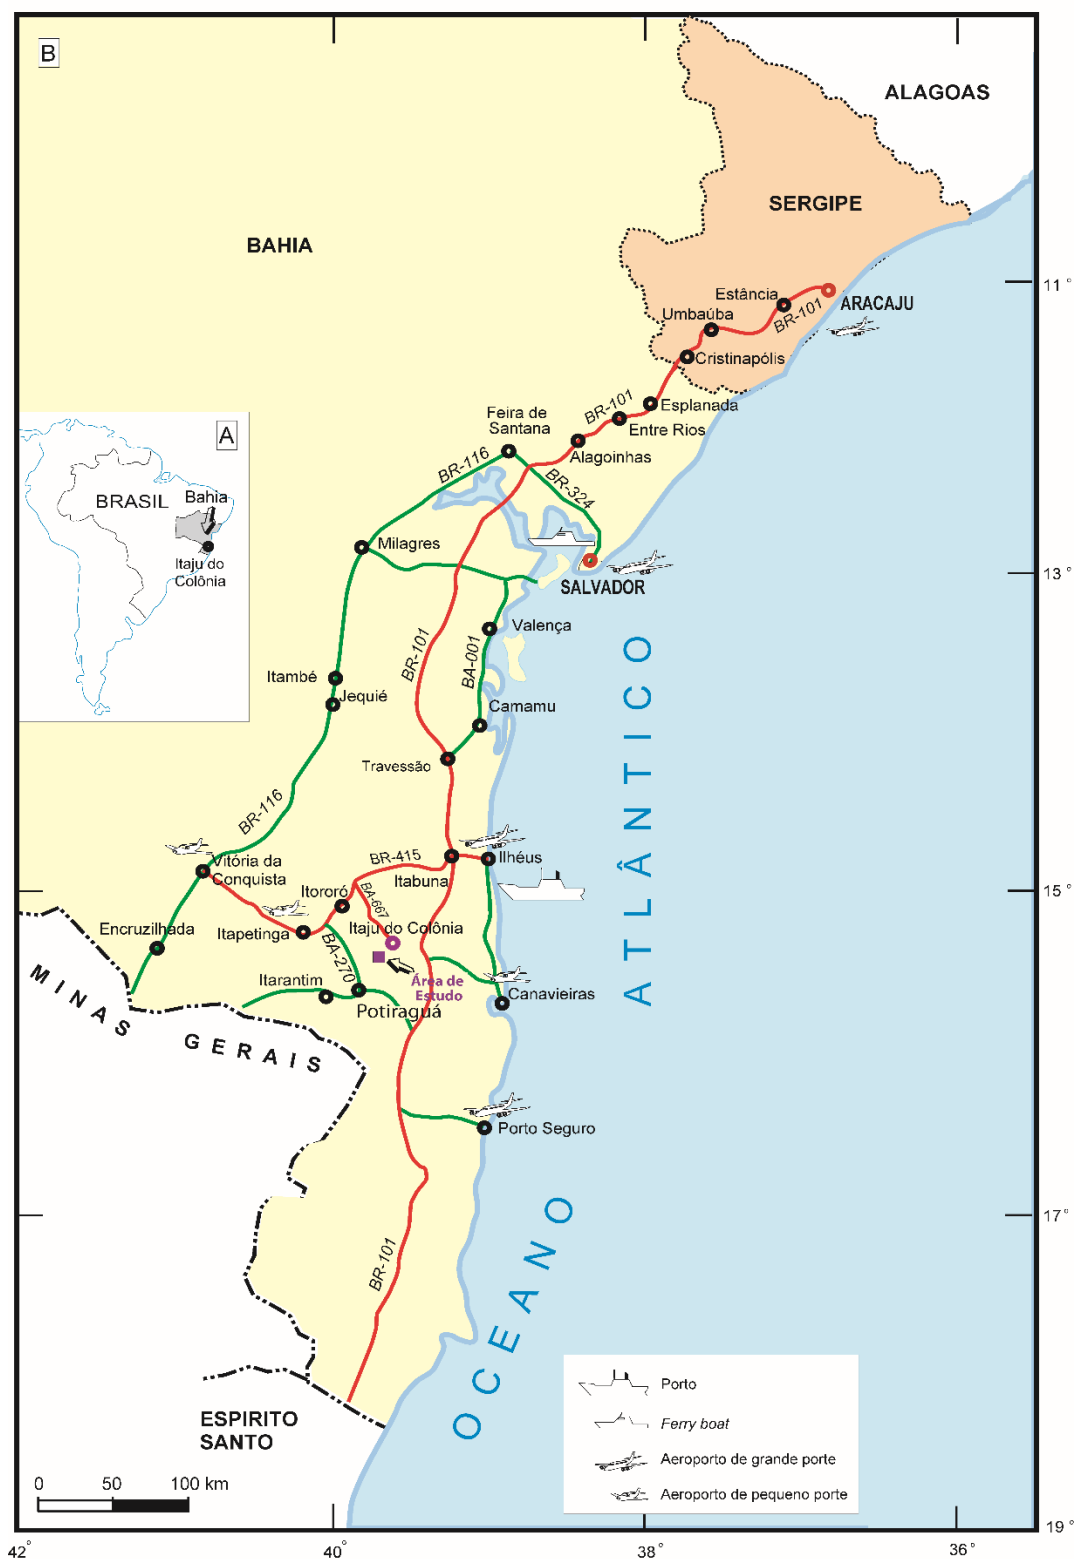 B
ALAGOAS
SERGIPE
BAHIA
11°
Estância
ARACAJU
BR-101
Umbaúba
Cristinapólis
Esplanada
BR-101
Entre Rios
Feira de
Santana
Alagoinhas
BR-116
BR-324
A
BRASIL
Bahia
Itaju do
Colônia
Milagres
13°
SALVADOR
Valença
BR-101
BA-001
Itambé
Jequié
Camamu
Travessão
BR-116
ATLÂNTICO
Vitória da
Conquista
BR-415
Ilhéus
Itabuna
15°
Itororó
BA-667
Encruzilhada
Itapetinga
Itaju do Colônia
BA-270
Itarantim
Área de
Estudo
Canavieiras
Potiraguá
MINAS GERAIS
Porto Seguro
17°
OCEANO
BR-101
ESPIRITO
SANTO
Porto
Ferry boat
Aeroporto de grande porte
Aeroporto de pequeno porte
0 50 100 km
19°
42° 40° 38° 36°